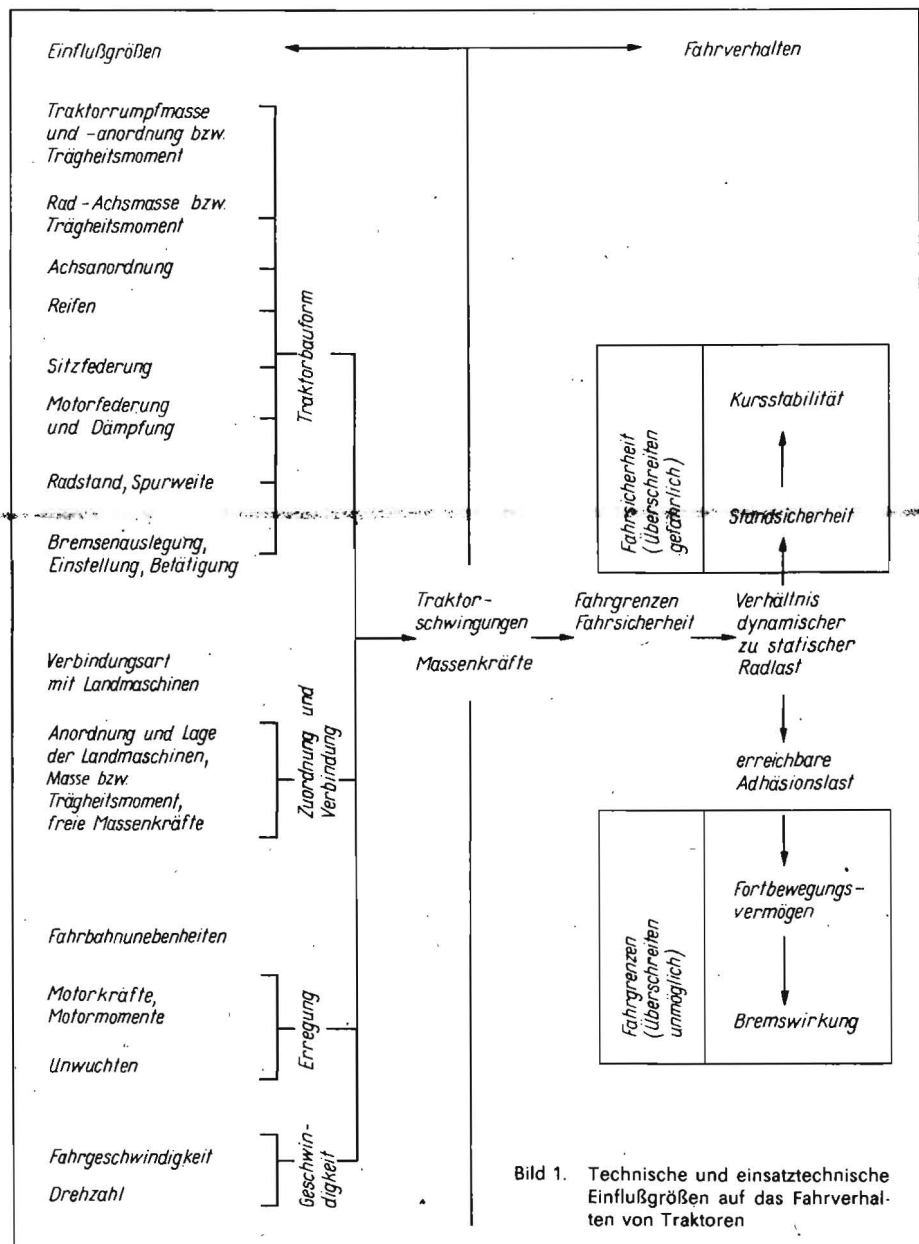 Einflußgrößen
Fahrverhalten
Traktorrumpfmasse
und -anordnung bzw.
Trägheitsmoment
Rad-Achsmasse bzw.
Trägheitsmoment
Achsanordnung
Reifen
Sitzfederung
Motorfederung
und Dämpfung
Radstand, Spurweite
Bremsenauslegung,
Einstellung, Betätigung
Traktorbauform
Verbindungsart
mit Landmaschinen
Anordnung und Lage
der Landmaschinen,
Masse bzw.
Trägheitsmoment,
freie Massenkräfte
Zuordnung und
Verbindung
Fahrbahnunebenheiten
Motorkräfte,
Motormomente
Unwuchten
Erregung
Fahrgeschwindigkeit
Drehzahl
Geschwin-
digkeit
Traktor-
schwingungen
Massenkräfte
Fahrgrenzen
Fahrsicherheit
Verhältnis
dynamischer
zu statischer
Radlast
Fahrsicherheit
(Überschreiten
gefährlich)
Kursstabilität
Standsicherheit
erreichbare
Adhäsionslast
Fahrgrenzen
(Überschreiten
unmöglich)
Fortbewegungs-
vermögen
Bremswirkung
Bild 1. Technische und einsatztechnische
Einflußgrößen auf das Fahrverhal-
ten von Traktoren